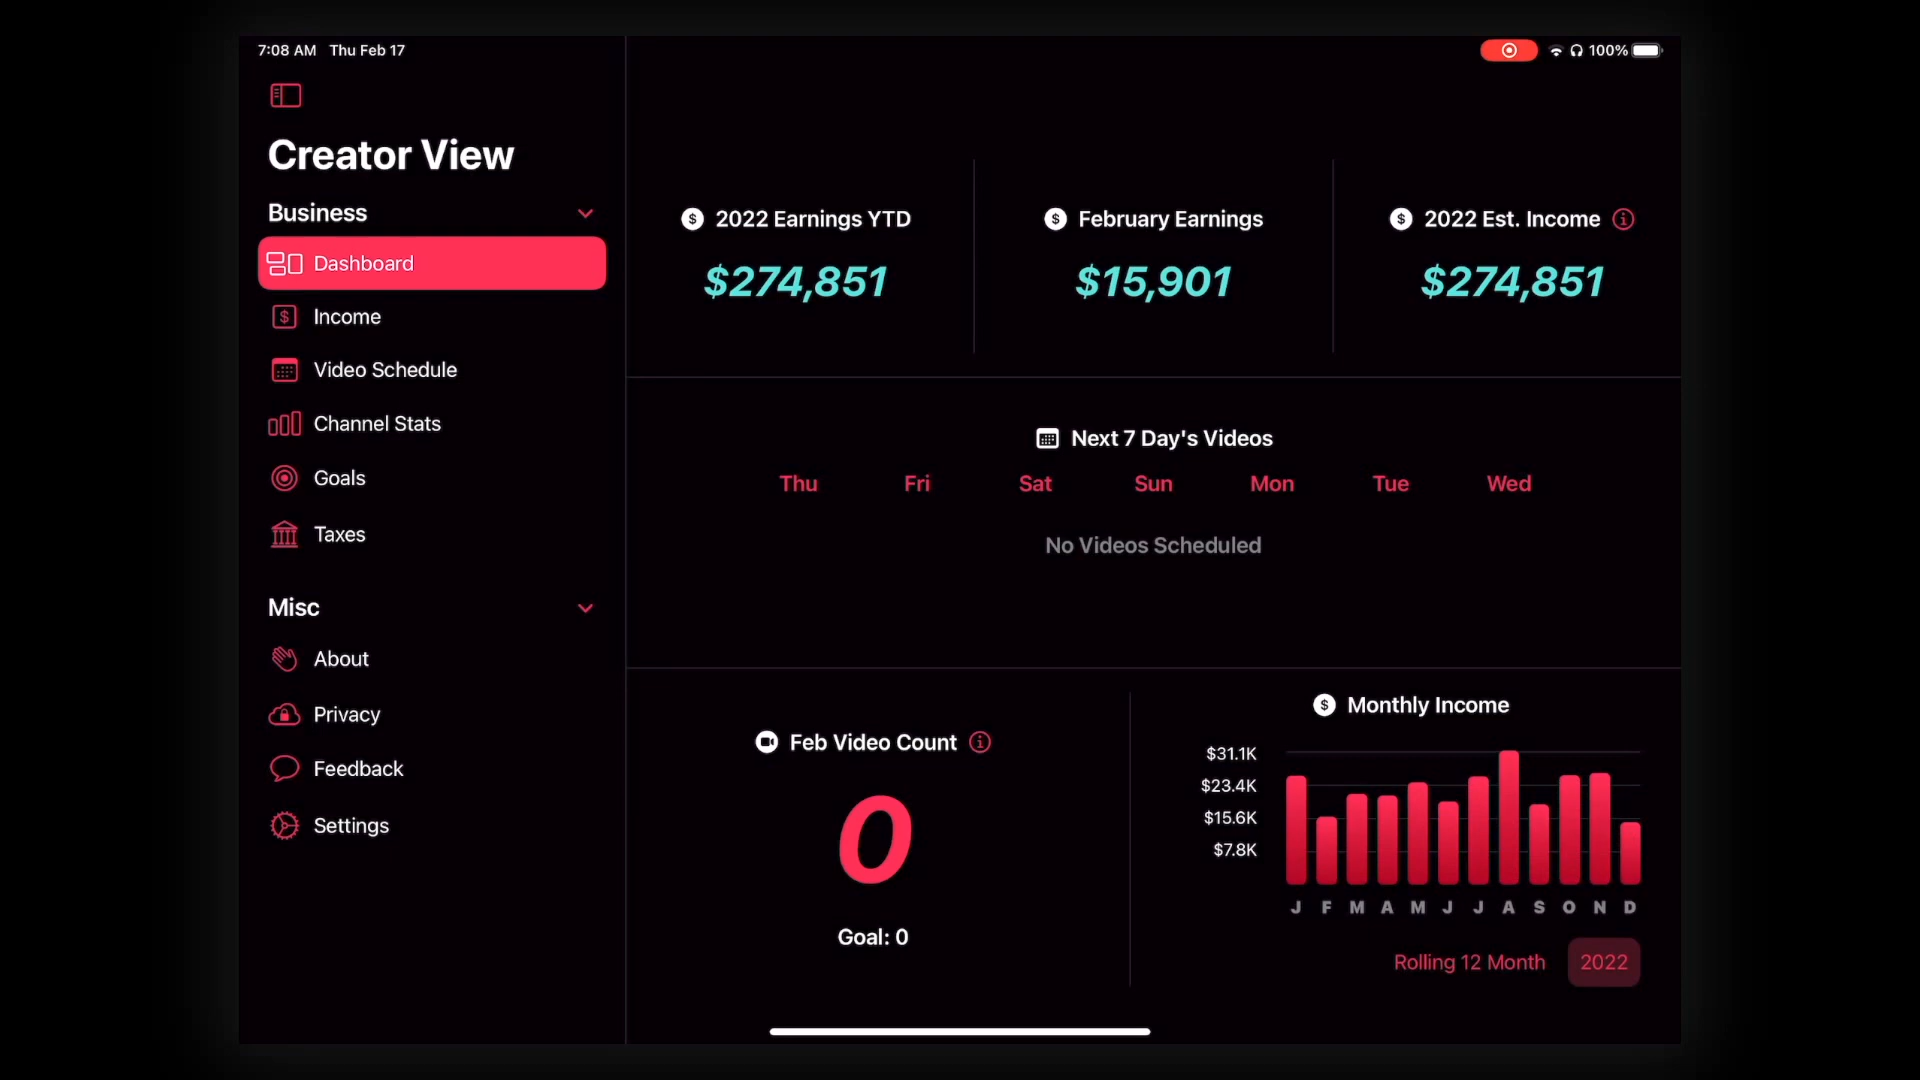 7:08 AM Thu Feb 17
100%
Creator View
Business
Dashboard
Income
Video Schedule
Channel Stats
Goals
Taxes
Misc
About
Privacy
Feedback
Settings
$ 2022 Earnings YTD
$274,851
$ February Earnings
$15,901
$ 2022 Est. Income
$274,851
Next 7 Day's Videos
Thu Fri Sat Sun Mon Tue Wed
No Videos Scheduled
Feb Video Count
0
Goal: 0
$ Monthly Income
$31.1K
$23.4K
$15.6K
$7.8K
J F M A M J J A S O N D
Rolling 12 Month 2022